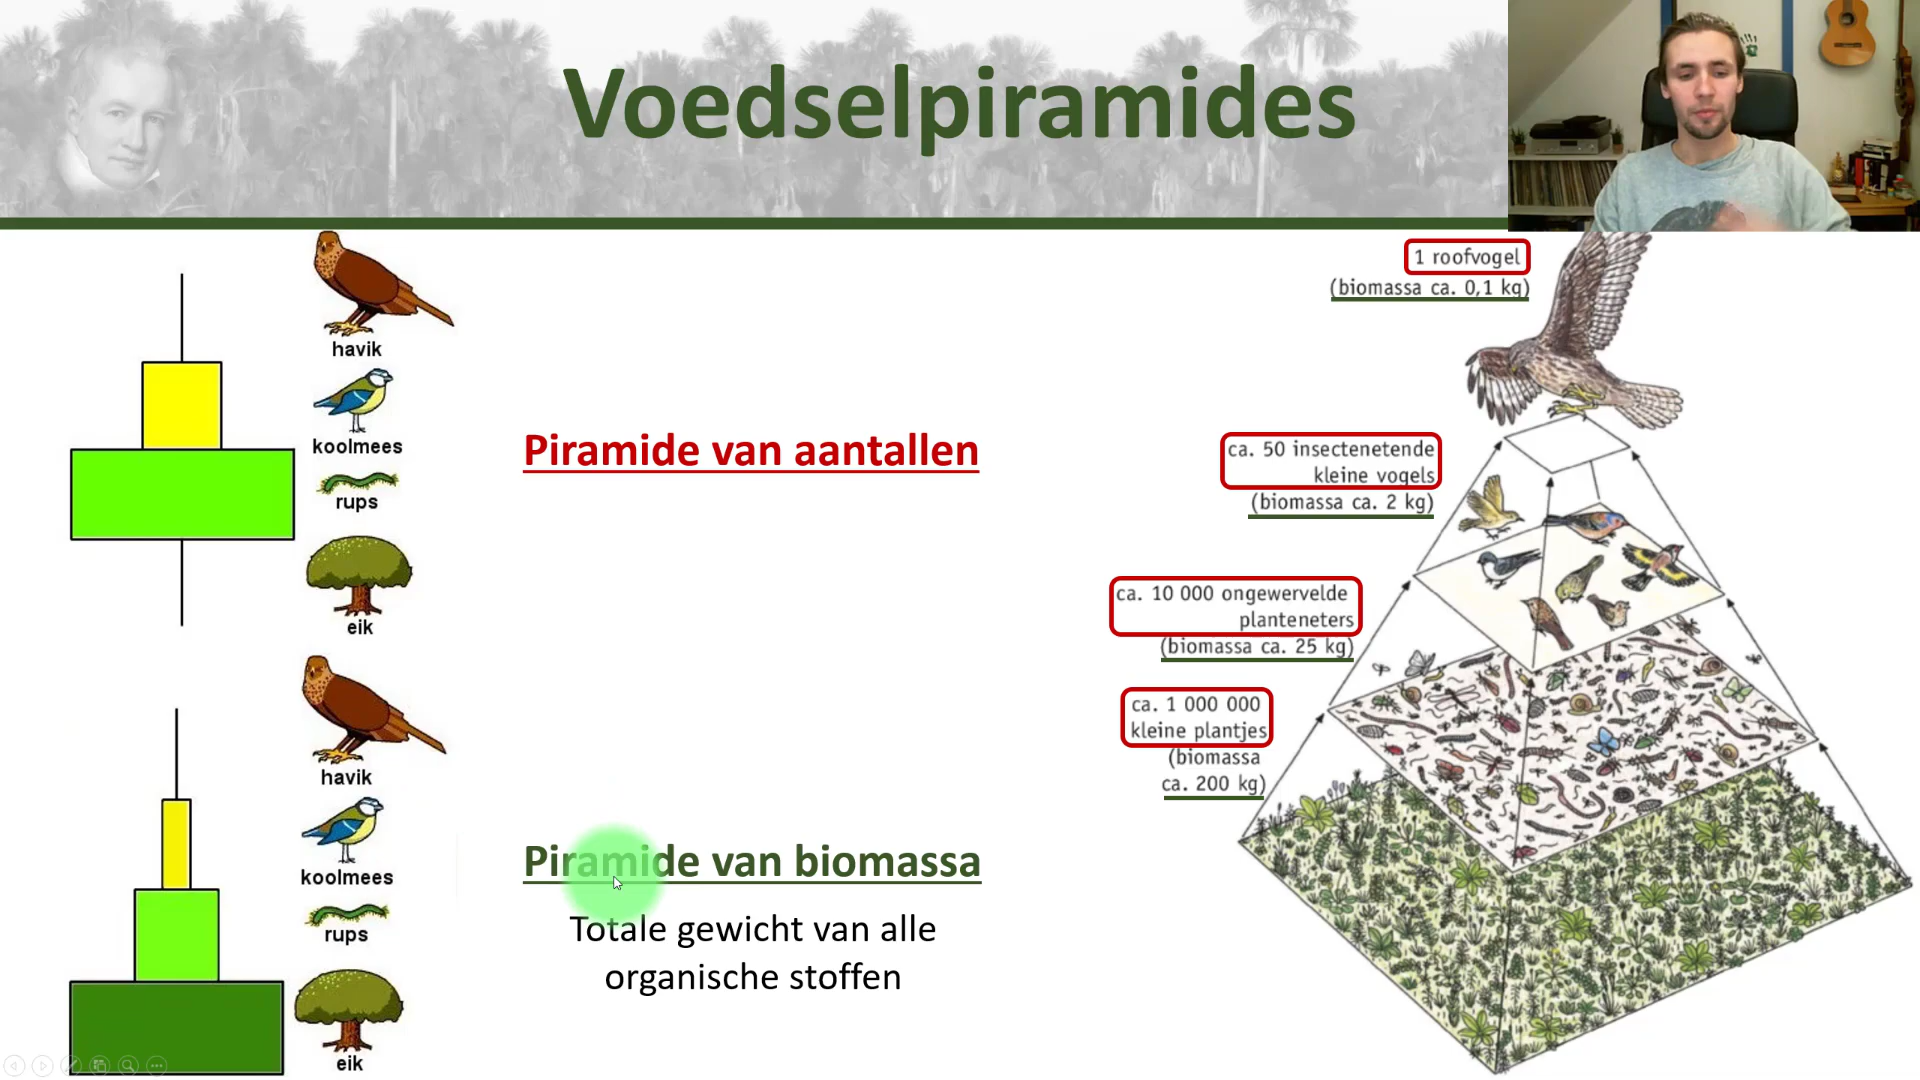 Voedselpiramides
havik
koolmees
rups
eik
Piramide van aantallen
havik
koolmees
rups
eik
Piramide van biomassa
Totale gewicht van alle
organische stoffen
1 roofvogel
(biomassa ca. 0,1 kg)
ca. 50 insectenetende
kleine vogels
(biomassa ca. 2 kg)
ca. 10 000 ongewervelde
planteneters
(biomassa ca. 25 kg)
ca. 1 000 000
kleine plantjes
(biomassa
ca. 200 kg)